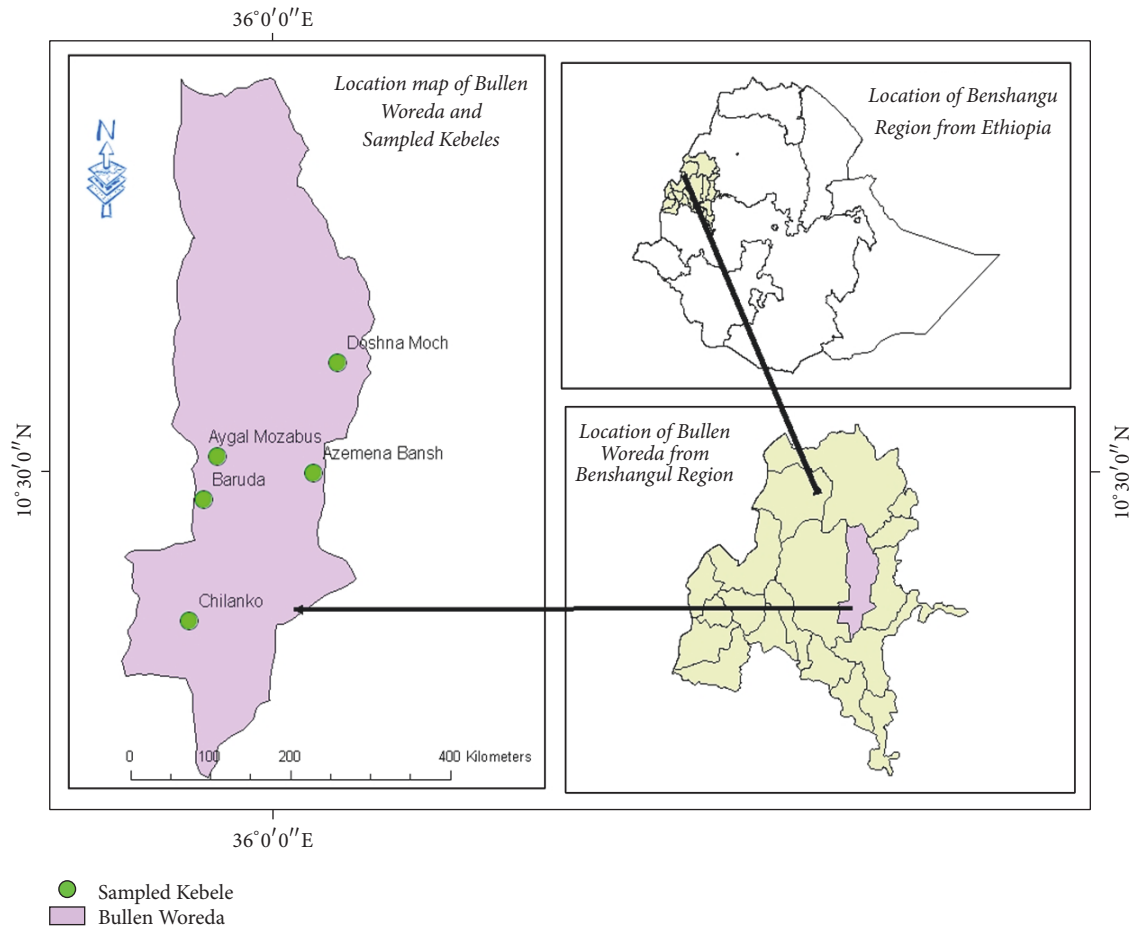 36°0′0″E
Location map of Bullen
Woreda and
Sampled Kebeles
N
Doshna Moch
Aygal Mozabus
Azemena Bansh
Baruda
Chilanko
0 100 200 400 Kilometers
Location of Benshangu
Region from Ethiopia
Location of Bullen
Woreda from
Benshangul Region
10°30′0″N
10°30′0″N
36°0′0″E
Sampled Kebele
Bullen Woreda